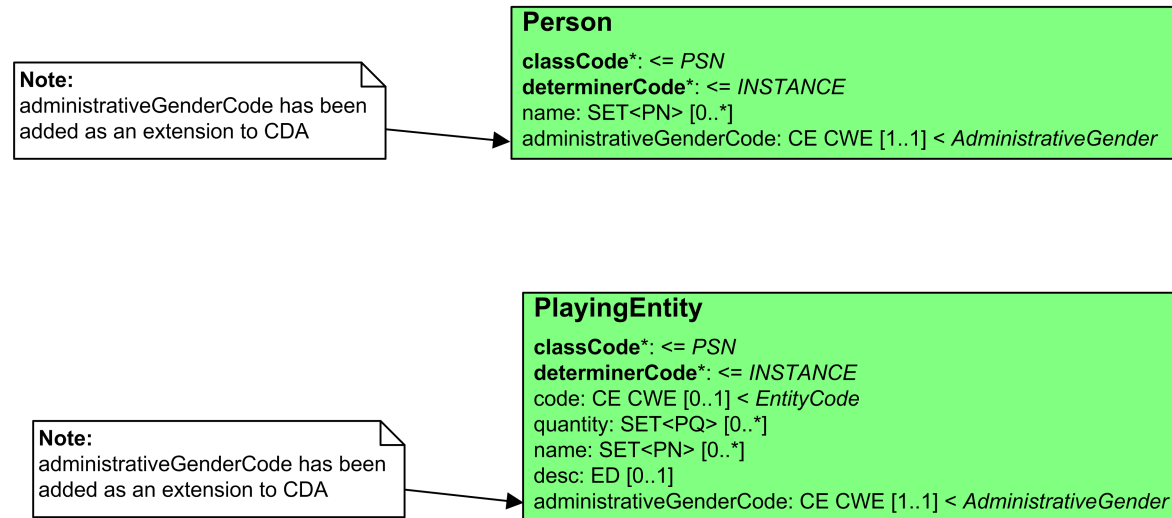 Person
classCode*: <= PSN
determinerCode*: <= INSTANCE
name: SET<PN> [0..*]
administrativeGenderCode: CE CWE [1..1] < AdministrativeGender
Note:
administrativeGenderCode has been
added as an extension to CDA
PlayingEntity
classCode*: <= PSN
determinerCode*: <= INSTANCE
code: CE CWE [0..1] < EntityCode
quantity: SET<PQ> [0..*]
name: SET<PN> [0..*]
desc: ED [0..1]
administrativeGenderCode: CE CWE [1..1] < AdministrativeGender
Note:
administrativeGenderCode has been
added as an extension to CDA